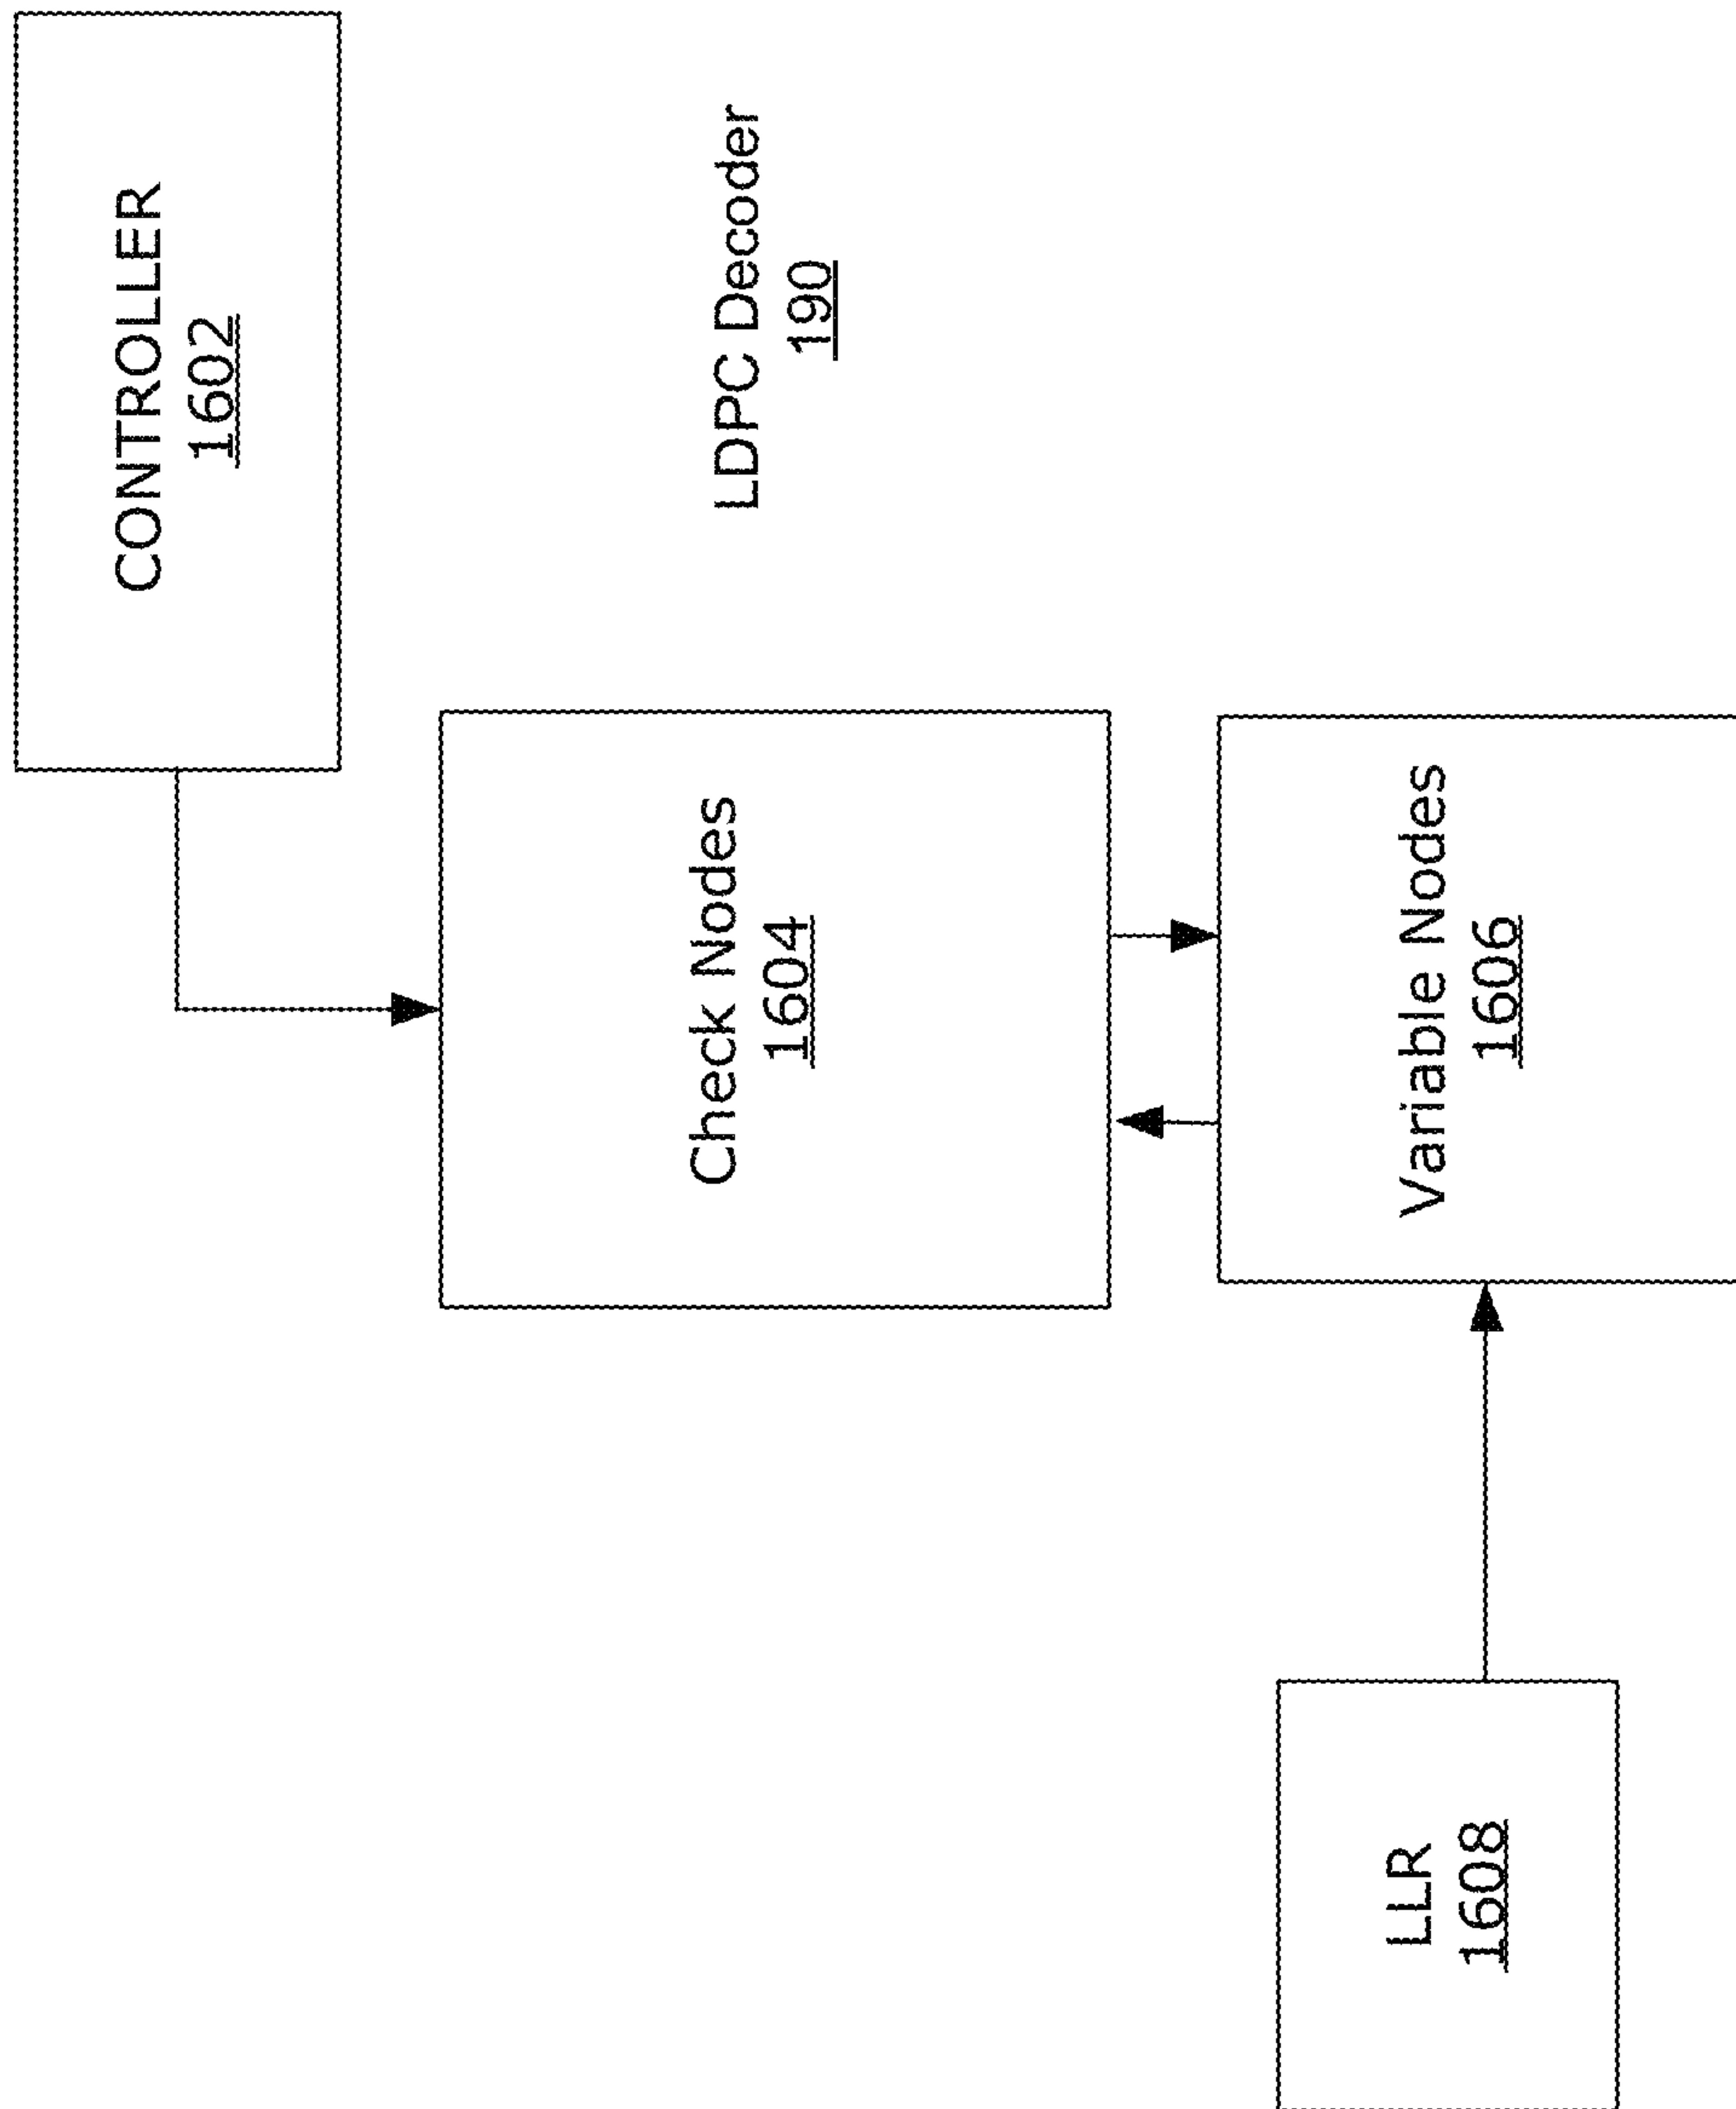 CONTROLLER
1602
LDPC Decoder
190
Check Nodes
1604
Variable Nodes
1606
LLR
1608